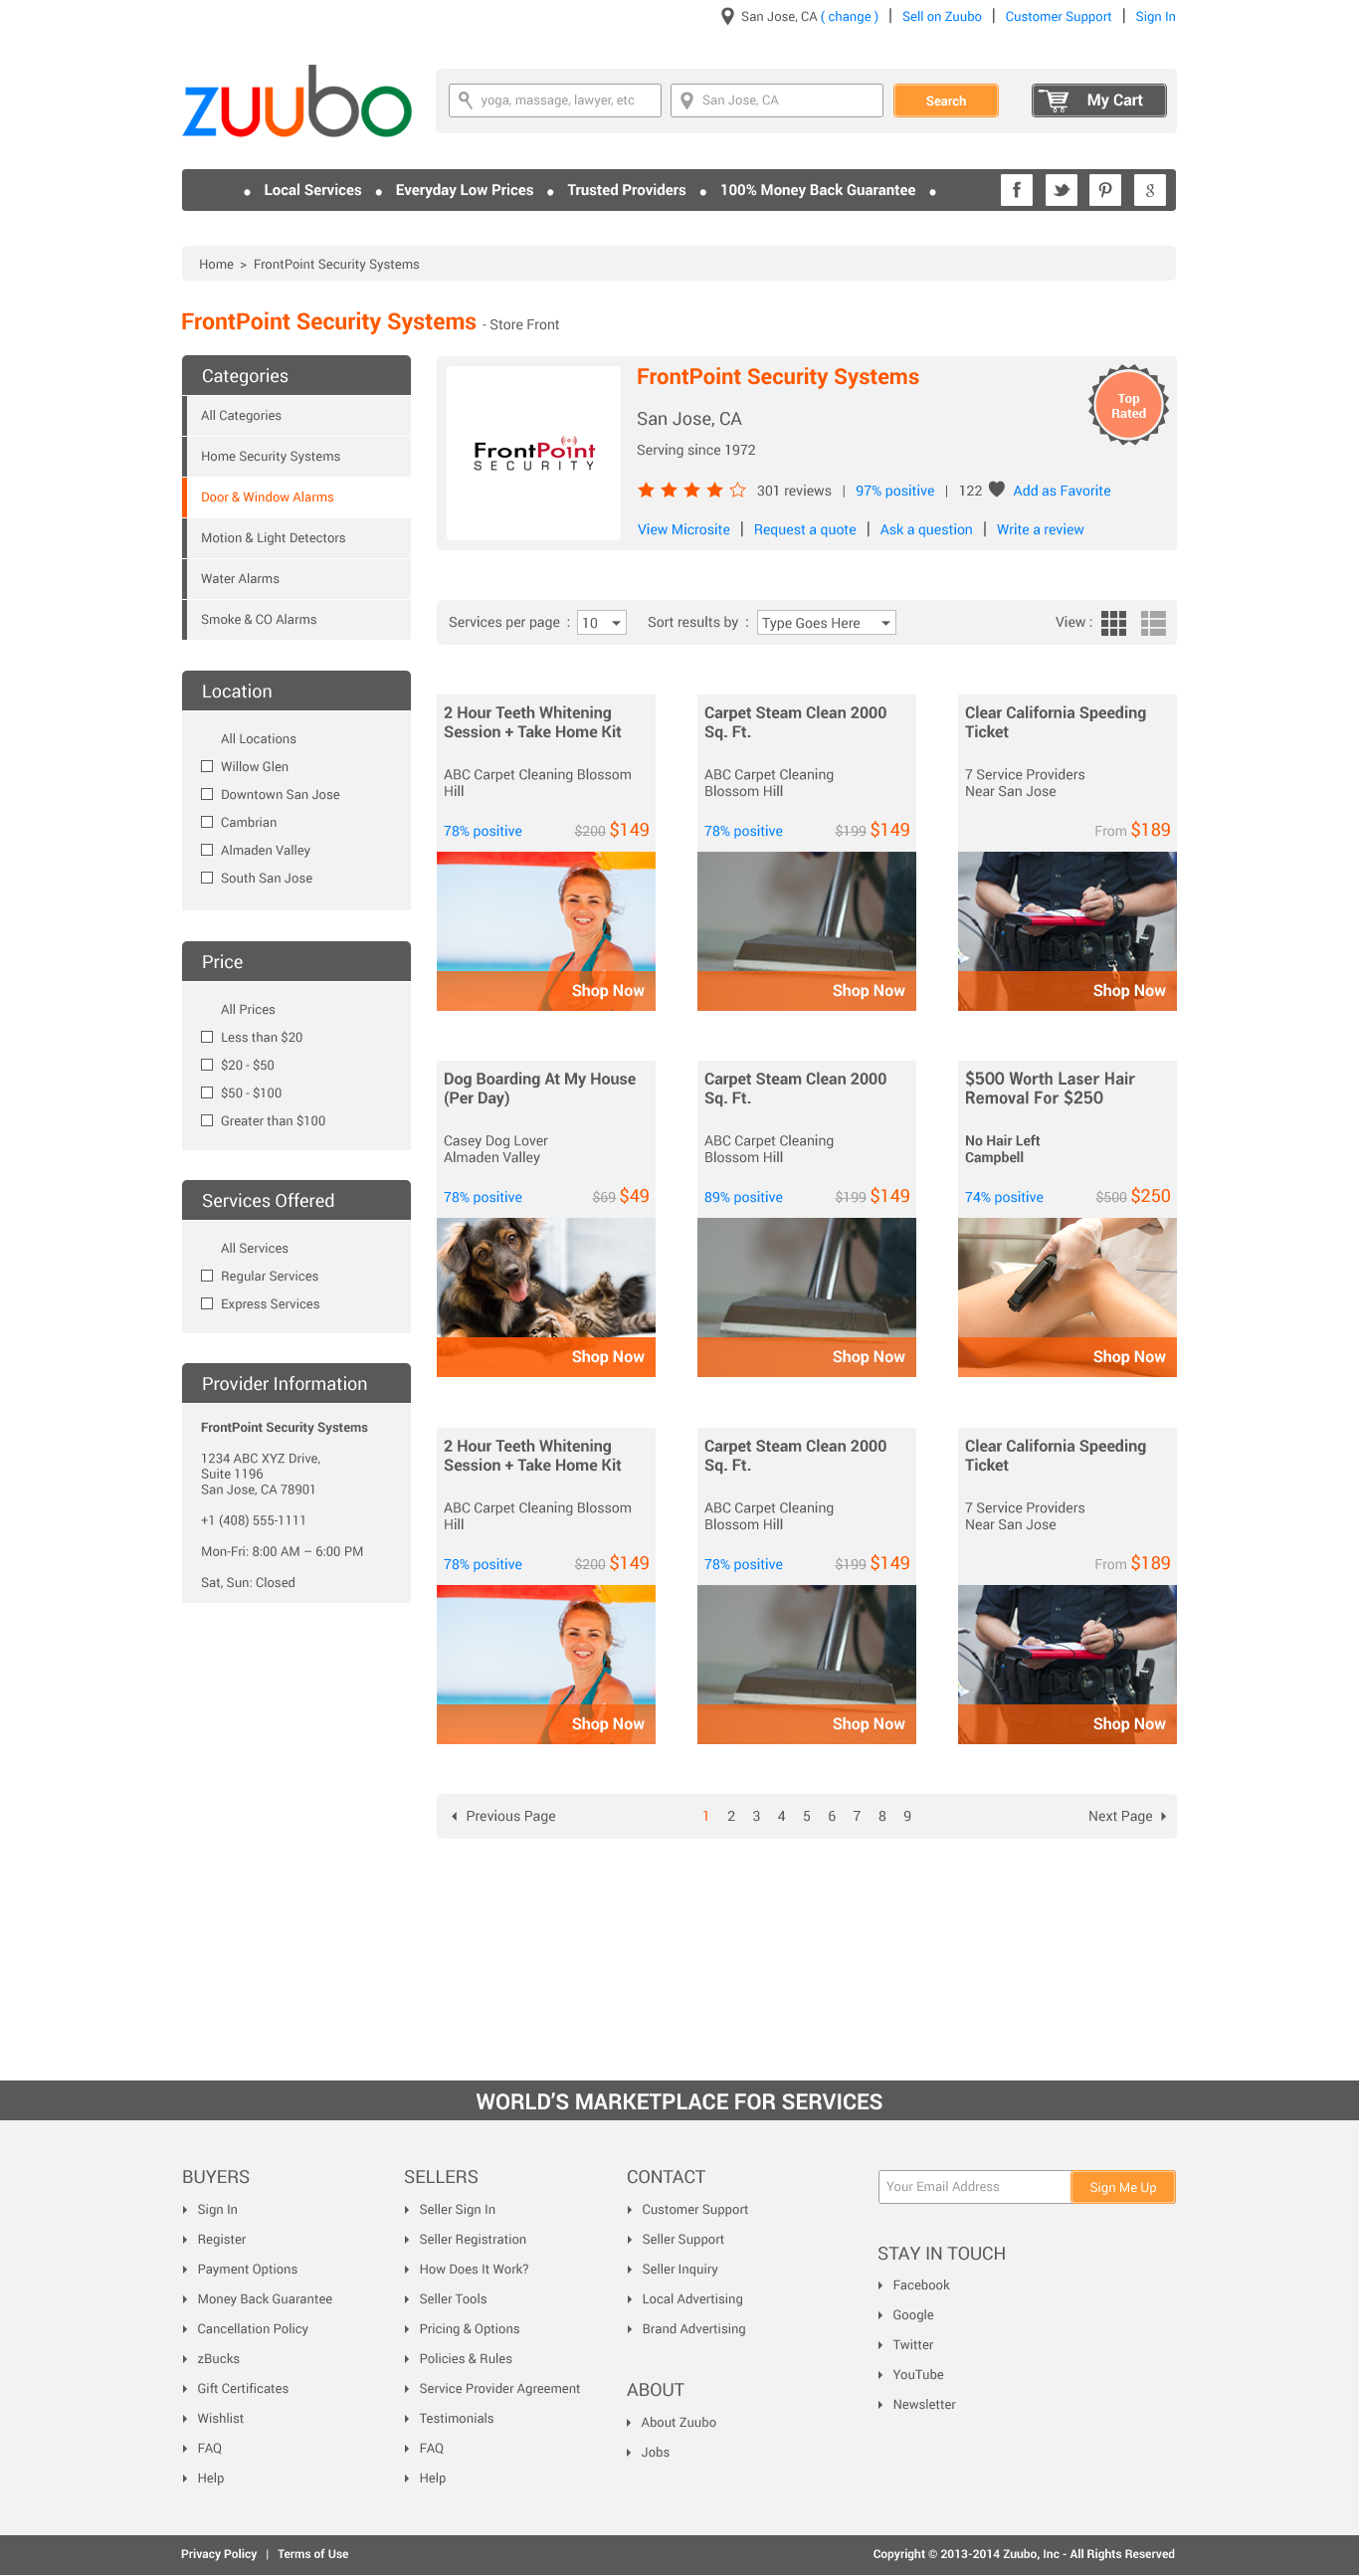 San Jose, CA ( change ) | Sell on Zuubo | Customer Support | Sign In
zuubo
yoga, massage, lawyer, etc
San Jose, CA
Search
My Cart
• Local Services • Everyday Low Prices • Trusted Providers • 100% Money Back Guarantee •
f
g
Home > FrontPoint Security Systems
FrontPoint Security Systems - Store Front
Categories
All Categories
Home Security Systems
Door & Window Alarms
Motion & Light Detectors
Water Alarms
Smoke & CO Alarms
Location
All Locations
Willow Glen
Downtown San Jose
Cambrian
Almaden Valley
South San Jose
Price
All Prices
Less than $20
$20 - $50
$50 - $100
Greater than $100
Services Offered
All Services
Regular Services
Express Services
Provider Information
FrontPoint Security Systems
1234 ABC XYZ Drive,
Suite 1196
San Jose, CA 78901
+1 (408) 555-1111
Mon-Fri: 8:00 AM – 6:00 PM
Sat, Sun: Closed
FrontPoint
SECURITY
FrontPoint Security Systems
San Jose, CA
Serving since 1972
301 reviews | 97% positive | 122 Add as Favorite
View Microsite | Request a quote | Ask a question | Write a review
Top
Rated
Services per page : 10
Sort results by : Type Goes Here
View :
2 Hour Teeth Whitening
Session + Take Home Kit
ABC Carpet Cleaning Blossom
Hill
78% positive $200 $149
Shop Now
Carpet Steam Clean 2000
Sq. Ft.
ABC Carpet Cleaning
Blossom Hill
78% positive $199 $149
Shop Now
Clear California Speeding
Ticket
7 Service Providers
Near San Jose
From $189
Shop Now
Dog Boarding At My House
(Per Day)
Casey Dog Lover
Almaden Valley
78% positive $69 $49
Shop Now
Carpet Steam Clean 2000
Sq. Ft.
ABC Carpet Cleaning
Blossom Hill
89% positive $199 $149
Shop Now
$500 Worth Laser Hair
Removal For $250
No Hair Left
Campbell
74% positive $500 $250
Shop Now
2 Hour Teeth Whitening
Session + Take Home Kit
ABC Carpet Cleaning Blossom
Hill
78% positive $200 $149
Shop Now
Carpet Steam Clean 2000
Sq. Ft.
ABC Carpet Cleaning
Blossom Hill
78% positive $199 $149
Shop Now
Clear California Speeding
Ticket
7 Service Providers
Near San Jose
From $189
Shop Now
Previous Page 1 2 3 4 5 6 7 8 9 Next Page
WORLD’S MARKETPLACE FOR SERVICES
BUYERS
Sign In
Register
Payment Options
Money Back Guarantee
Cancellation Policy
zBucks
Gift Certificates
Wishlist
FAQ
Help
SELLERS
Seller Sign In
Seller Registration
How Does It Work?
Seller Tools
Pricing & Options
Policies & Rules
Service Provider Agreement
Testimonials
FAQ
Help
CONTACT
Customer Support
Seller Support
Seller Inquiry
Local Advertising
Brand Advertising
ABOUT
About Zuubo
Jobs
Your Email Address
Sign Me Up
STAY IN TOUCH
Facebook
Google
Twitter
YouTube
Newsletter
Privacy Policy | Terms of Use
Copyright © 2013-2014 Zuubo, Inc - All Rights Reserved